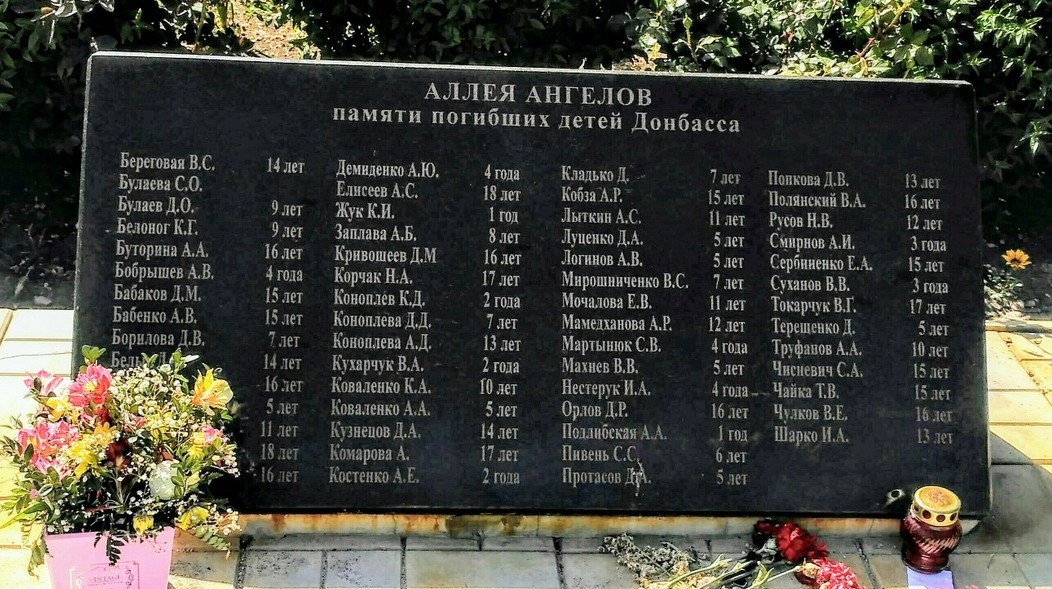 АЛЛЕЯ АНГЕЛОВ
памяти погибших детей Донбасса
Береговая В.С. 14 лет
Булаева С.О.
Булаев Д.О. 9 лет
Белоног К.Г. 9 лет
Буторина А.А. 16 лет
Бобрышев А.В. 4 года
Бабаков Д.М. 15 лет
Бабенко А.В. 15 лет
Борилова Д.В. 7 лет
14 лет
16 лет
5 лет
11 лет
18 лет
16 лет
Демиденко А.Ю. 4 года
Елисеев А.С. 18 лет
Жук К.И. 1 год
Заплава А.Б. 8 лет
Кривошеев Д.М 16 лет
Корчак Н.А. 17 лет
Коноплев К.Д. 2 года
Коноплева Д.Д. 7 лет
Коноплева А.Д. 13 лет
Кухарчук В.А. 2 года
Коваленко К.А. 10 лет
Коваленко А.А. 5 лет
Кузнецов Д.А. 14 лет
Комарова А. 17 лет
Костенко А.Е. 2 года
Кладько Д. 7 лет
Кобза А.Р. 15 лет
Лыткин А.С. 11 лет
Луценко Д.А. 5 лет
Логинов А.В. 5 лет
Мирошниченко В.С. 7 лет
Мочалова Е.В. 11 лет
Мамедханова А.Р. 12 лет
Мартынюк С.В. 4 года
Махнев В.В. 5 лет
Нестерук И.А. 4 года
Орлов Д.Р. 16 лет
Подлибская А.А. 1 год
Пивень С.С. 6 лет
Протасов Д.А. 5 лет
Попкова Д.В. 13 лет
Полянский В.А. 16 лет
Русов Н.В. 12 лет
Смирнов А.И. 3 года
Сербиненко Е.А. 15 лет
Суханов В.В. 3 года
Токарчук В.Г. 17 лет
Терещенко Д. 5 лет
Труфанов А.А. 10 лет
Чисневич С.А. 15 лет
Чайка Т.В. 15 лет
Чулков В.Е. 16 лет
Шарко И.А. 13 лет